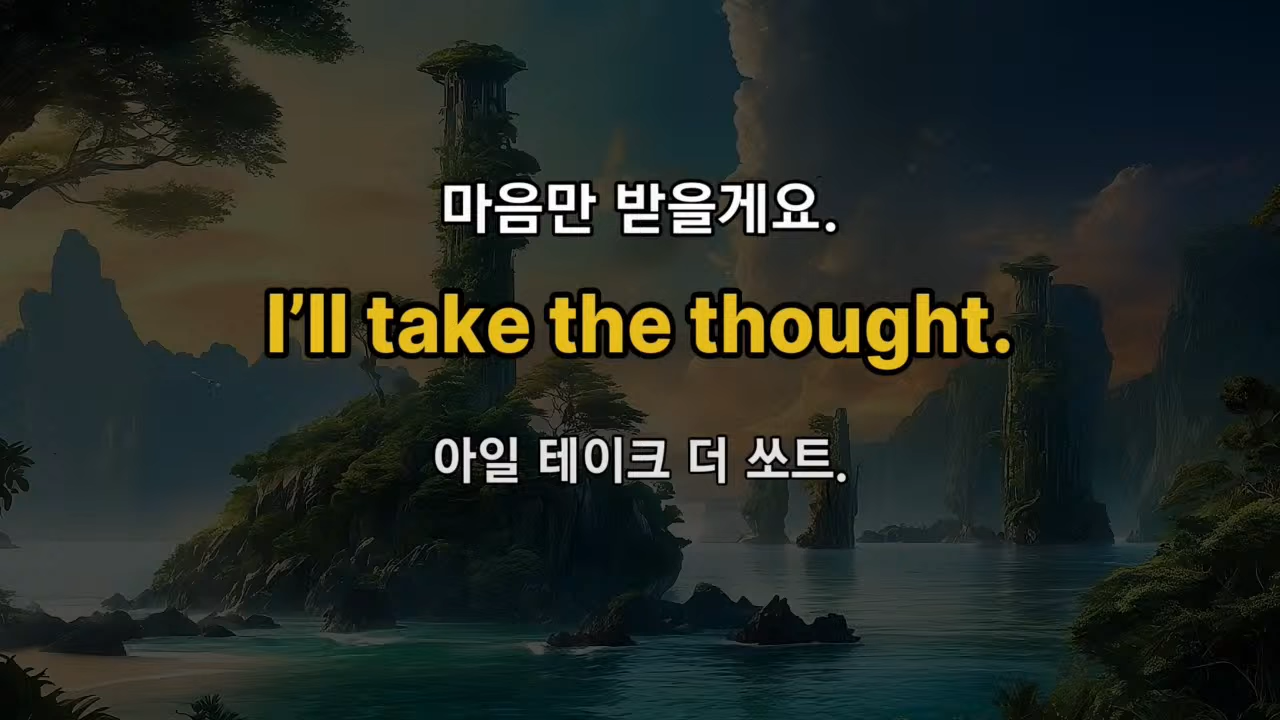 마음만 받을게요.
I’ll take the thought.
아일 테이크 더 쏘트.